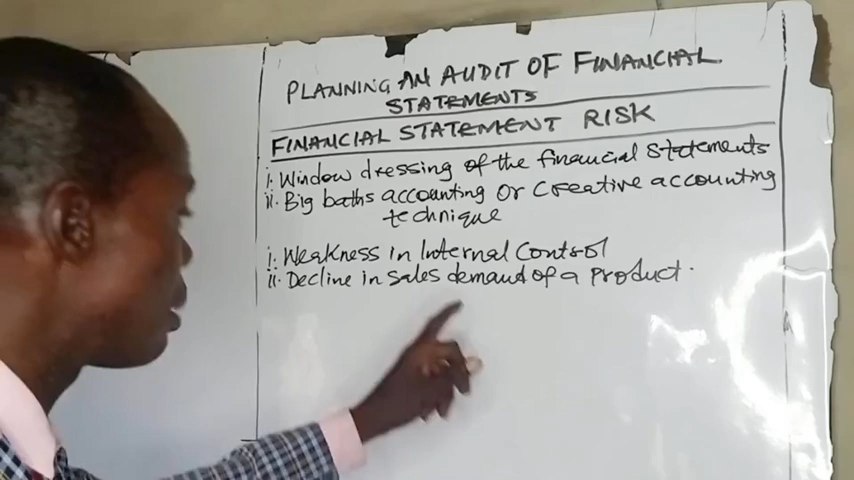 PLANNING AN AUDIT OF FINANCIAL
STATEMENTS
FINANCIAL STATEMENT RISK
i. Window dressing of the financial statements
ii. Big baths accounting or Creative accounting
technique
i. Weakness in Internal Control
ii. Decline in sales demand of a product.